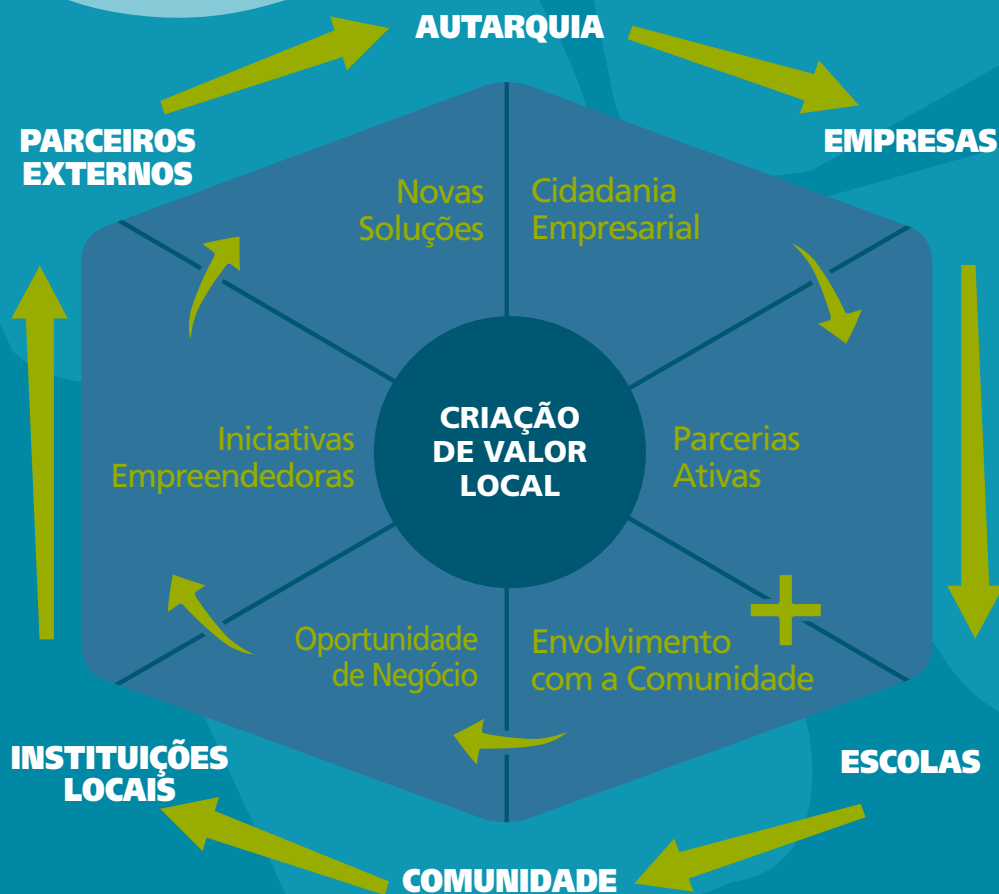 AUTARQUIA
PARCEIROS
EXTERNOS
EMPRESAS
Novas
Soluções
Cidadania
Empresarial
CRIAÇÃO
DE VALOR
LOCAL
Iniciativas
Empreendedoras
Parcerias
Ativas
Oportunidade
de Negócio
+
Envolvimento
com a Comunidade
INSTITUIÇÕES
LOCAIS
ESCOLAS
COMUNIDADE